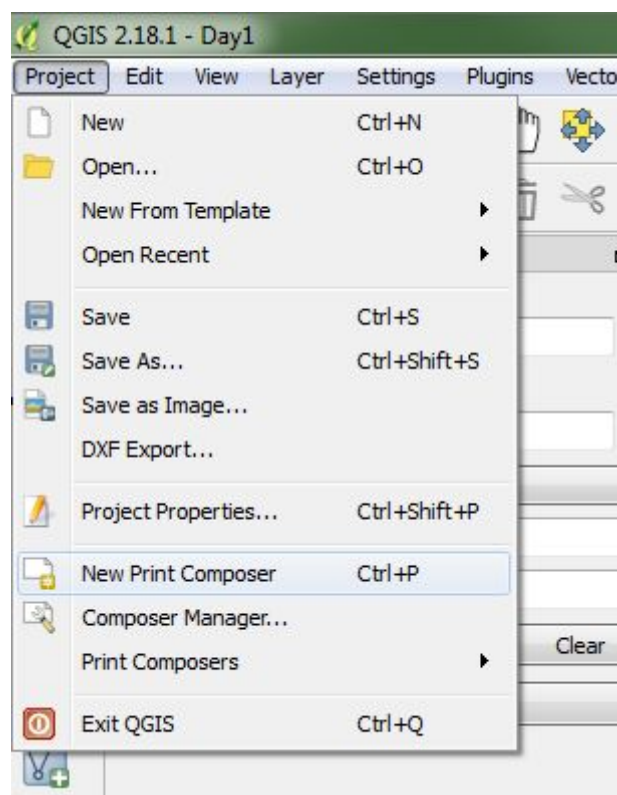 QGIS 2.18.1 - Day1
Project Edit View Layer Settings Plugins Vecto
New Ctrl+N
Open... Ctrl+O
New From Template
Open Recent
Save Ctrl+S
Save As... Ctrl+Shift+S
Save as Image...
DXF Export...
Project Properties... Ctrl+Shift+P
New Print Composer Ctrl+P
Composer Manager...
Print Composers
Clear
Exit QGIS Ctrl+Q